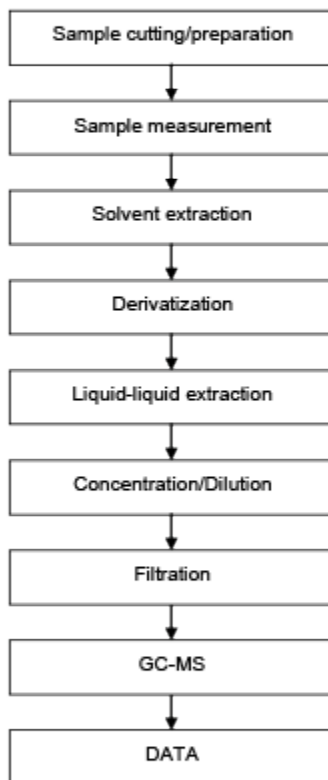 Sample cutting/preparation
Sample measurement
Solvent extraction
Derivatization
Liquid-liquid extraction
Concentration/Dilution
Filtration
GC-MS
DATA